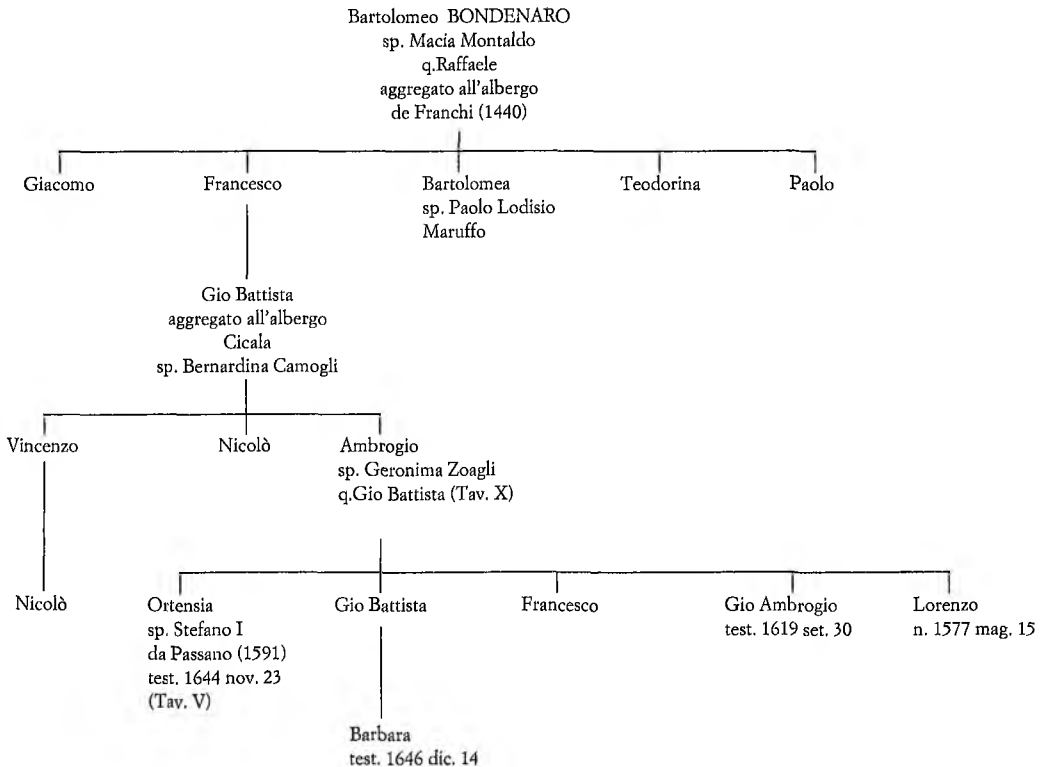 Bartolomeo BONDENARO
sp. Macía Montaldo
q.Raffaele
aggregato all'albergo
de Franchi (1440)
Giacomo
Francesco
Bartolomea
sp. Paolo Lodisio
Maruffo
Teodorina
Paolo
Gio Battista
aggregato all'albergo
Cicala
sp. Bernardina Camogli
Vincenzo
Nicolò
Ambrogio
sp. Geronima Zoagli
q.Gio Battista (Tav. X)
Nicolò
Ortensia
sp. Stefano I
da Passano (1591)
test. 1644 nov. 23
(Tav. V)
Gio Battista
Francesco
Gio Ambrogio
test. 1619 set. 30
Lorenzo
n. 1577 mag. 15
Barbara
test. 1646 dic. 14